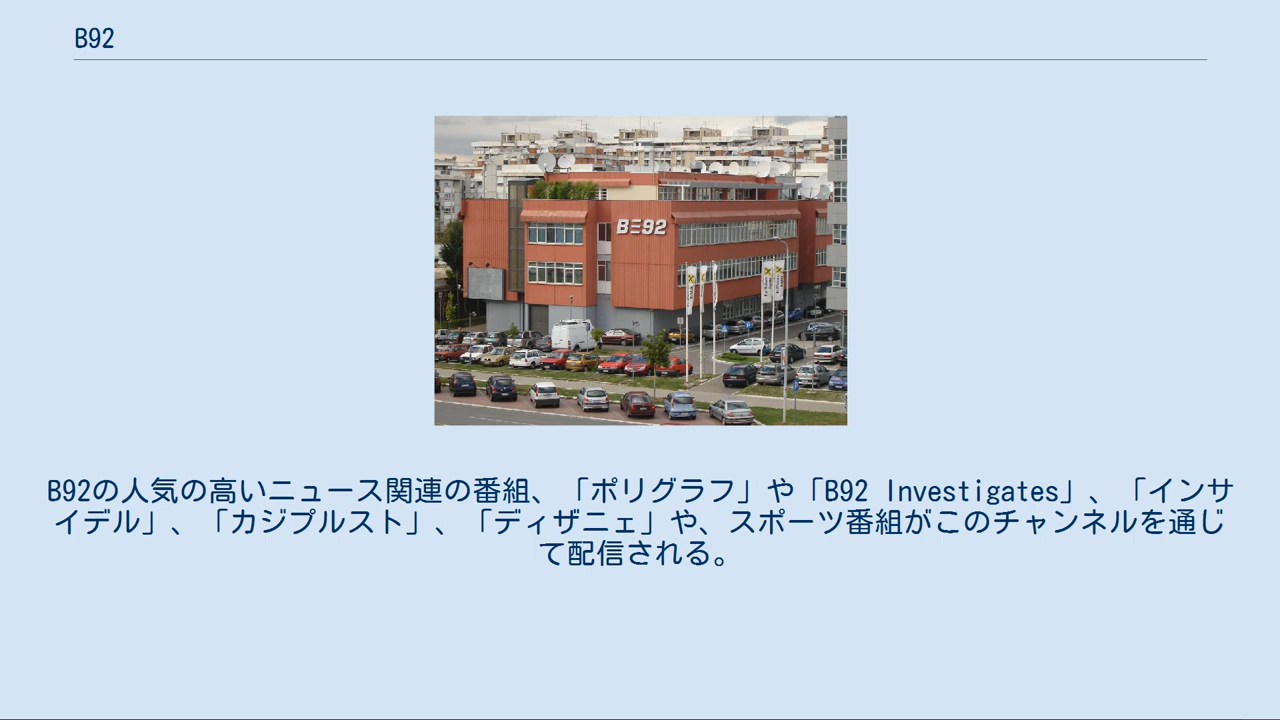 B92
B92
B92の人気の高いニュース関連の番組、「ポリグラフ」や「B92 Investigates」、「インサ
イデル」、「カジプルスト」、「ディザニェ」や、スポーツ番組がこのチャンネルを通じ
て配信される。